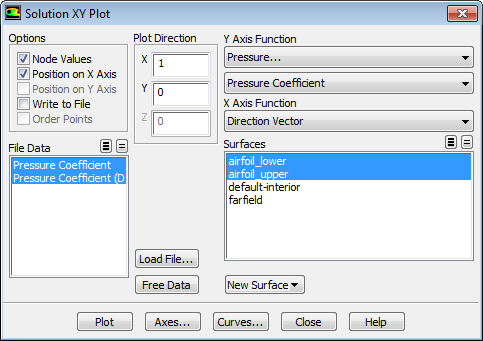 Solution XY Plot
Options
Node Values
Position on X Axis
Position on Y Axis
Write to File
Order Points
Plot Direction
X 1
Y 0
Z 0
Y Axis Function
Pressure...
Pressure Coefficient
X Axis Function
Direction Vector
File Data
Pressure Coefficient
Pressure Coefficient (D
Load File...
Free Data
Surfaces
airfoil_lower
airfoil_upper
default-interior
farfield
New Surface
Plot Axes... Curves... Close Help